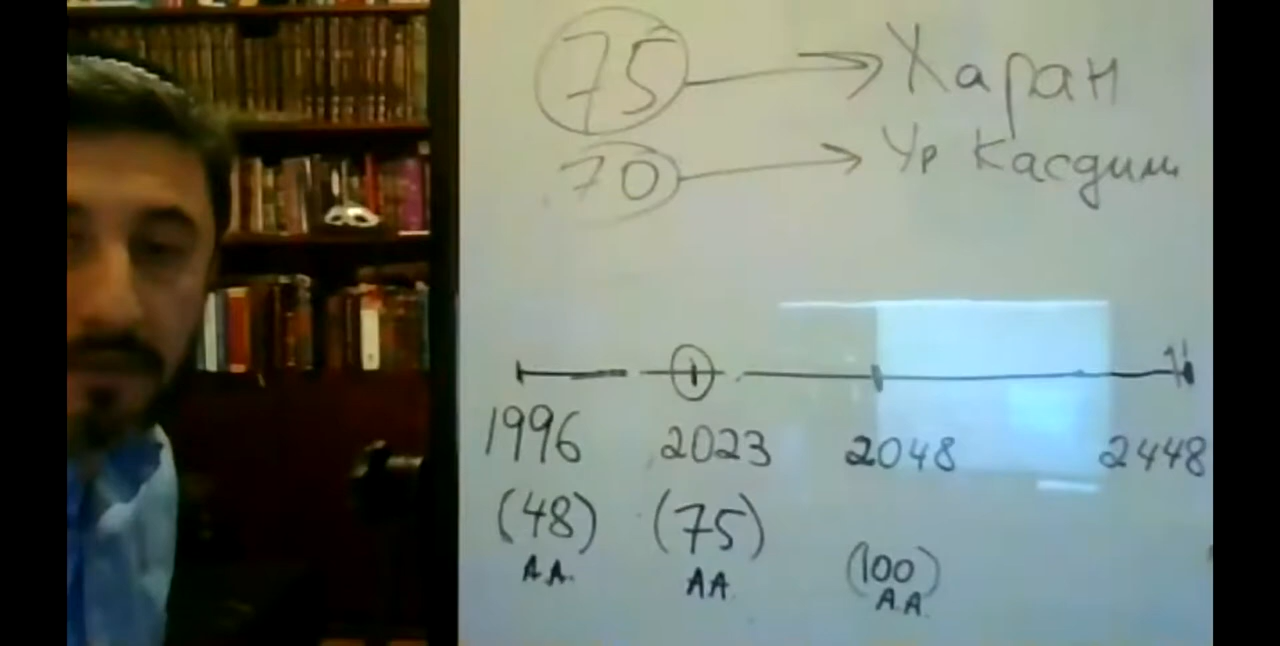 75 → Харан
70 → Ур Касдим
1996 2023 2048 2448
(48) (75) (100)
А.А. АА. А.А.